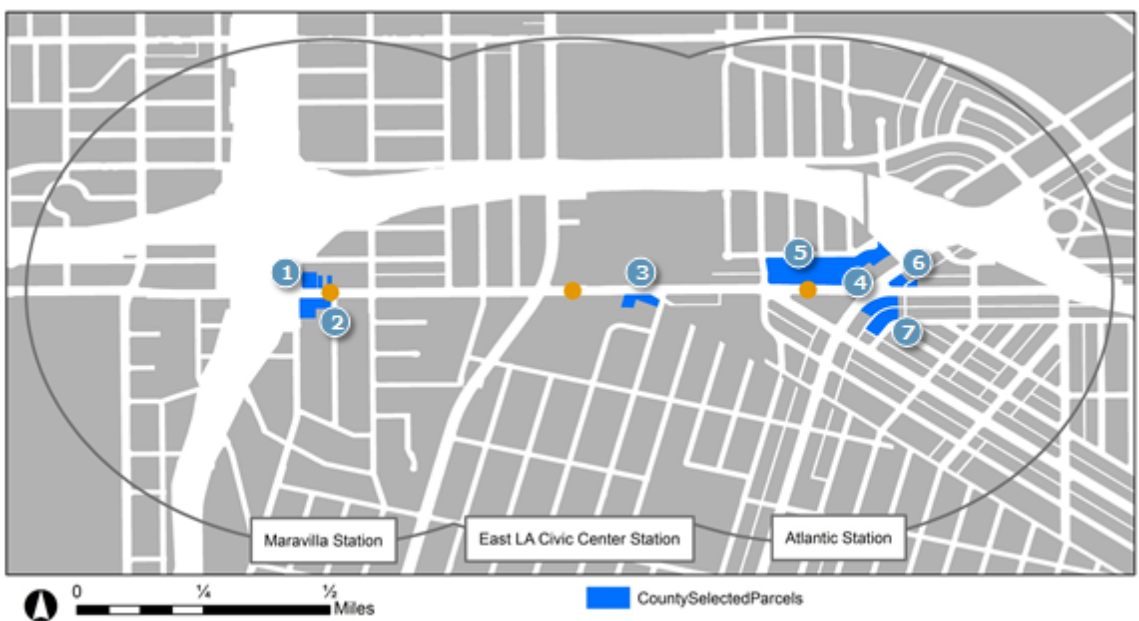 1
2
3
5
4
6
7
Maravilla Station
East LA Civic Center Station
Atlantic Station
0 ¼ ½
Miles
CountySelectedParcels